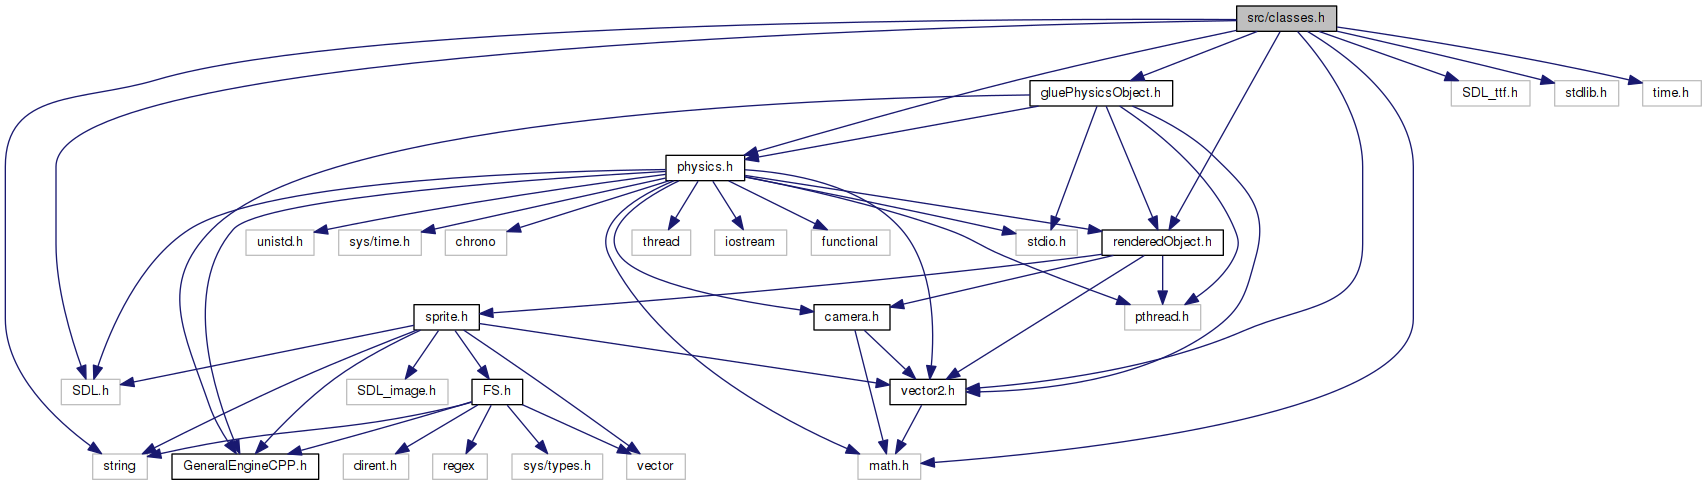 src/classes.h
gluePhysicsObject.h
SDL_ttf.h
stdlib.h
time.h
physics.h
unistd.h
sys/time.h
chrono
thread
iostream
functional
stdio.h
renderedObject.h
sprite.h
camera.h
pthread.h
SDL.h
SDL_image.h
FS.h
vector2.h
string
GeneralEngineCPP.h
dirent.h
regex
sys/types.h
vector
math.h